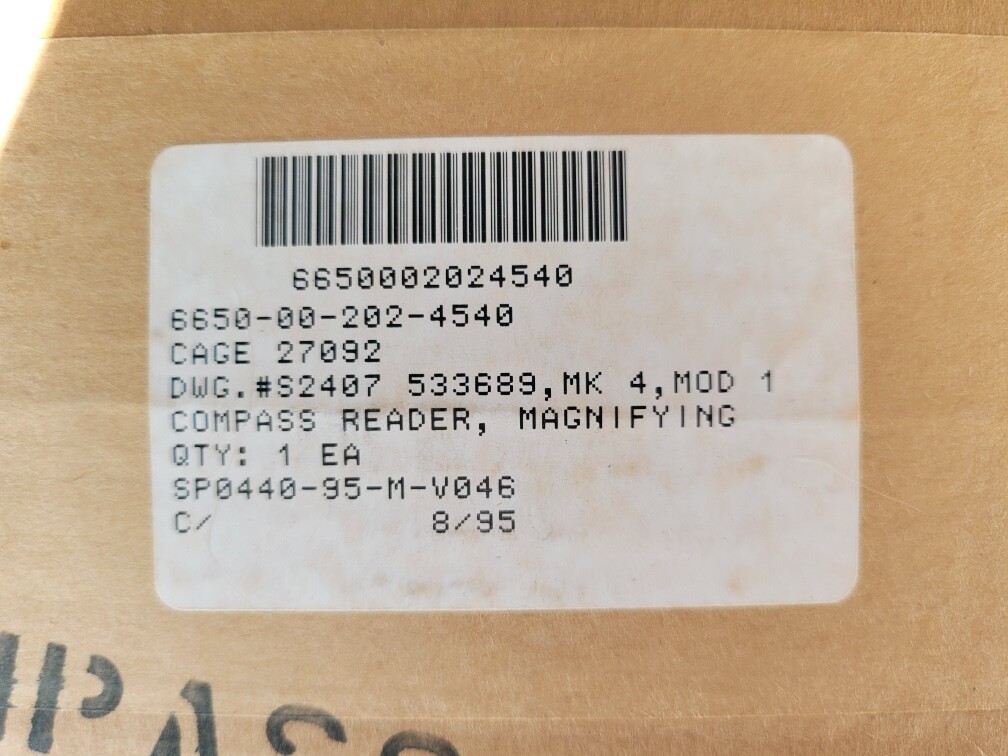 6650002024540
6650-00-202-4540
CAGE 27092
DWG.#S2407 533689,MK 4,MOD 1
COMPASS READER, MAGNIFYING
QTY: 1 EA
SP0440-95-M-V046
C/ 8/95